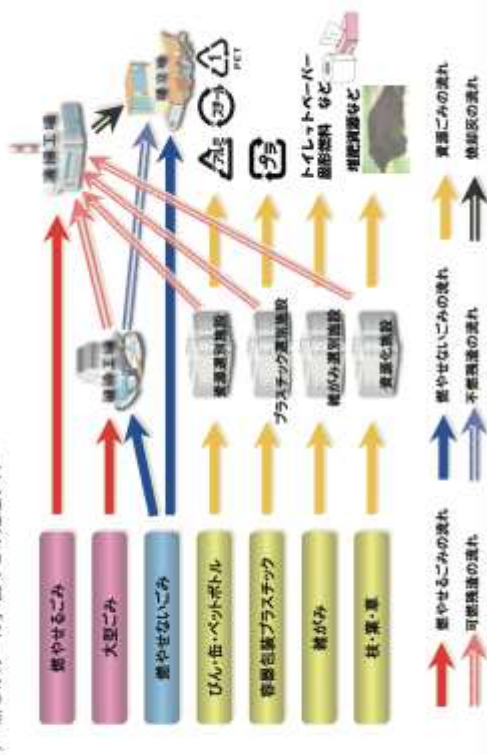 燃やせるごみ
大型ごみ
燃やせないごみ
びん・缶・ペットボトル
容器包装プラスチック
雑がみ
枝・葉・草
清掃工場
破砕工場
埋立地
資源選別施設
プラスチック選別施設
雑がみ選別施設
資源化施設
アルミ
スチール
1
PET
プラ
トイレットペーパー
固形燃料 など
堆肥資源など
燃やせるごみの流れ
燃やせないごみの流れ
資源ごみの流れ
可燃残渣の流れ
不燃残渣の流れ
焼却灰の流れ